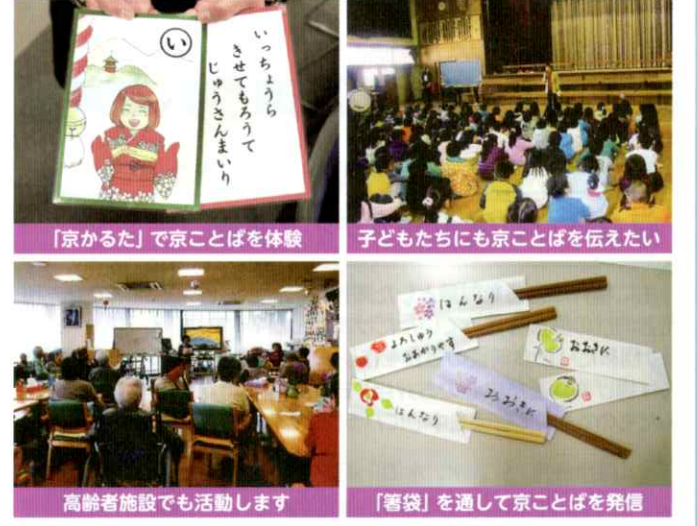 い
いっちょうら
きせてもろうて
じゅうさんまいり
「京かるた」で京ことばを体験
子どもたちにも京ことばを伝えたい
高齢者施設でも活動します
はんなり
よろしゅう
おあがりやす
おおきに
おおきに
はんなり
「箸袋」を通して京ことばを発信